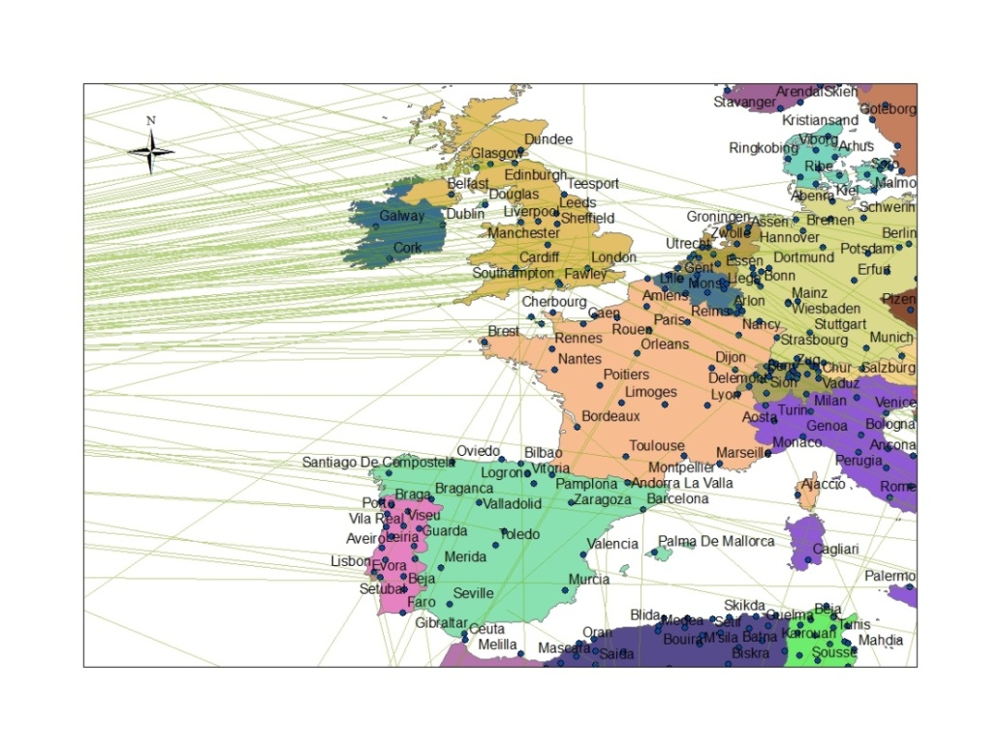 Arendal
Skien
Stavanger
Goteborg
Kristiansand
N
Dundee
Viborg
Arhus
Ringkobing
Glasgow
Ribe
Soro
Edinburgh
Belfast
Teesport
Malmo
Kiel
Douglas
Abenra
Leeds
Schwerin
Galway
Dublin
Liverpool
Sheffield
Groningen
Assen
Bremen
Zwolle
Hannover
Manchester
Berlin
Utrecht
Cork
Potsdam
Cardiff
London
Dortmund
Essen
Gent
Erfurt
Southampton
Fawley
Lille
Mons
Liege
Bonn
Mainz
Cherbourg
Amiens
Arlon
Plzen
Wiesbaden
Caen
Reims
Paris
Nancy
Stuttgart
Brest
Rouen
Rennes
Orleans
Strasbourg
Munich
Nantes
Dijon
Bern
Zug
Chur
Salzburg
Poitiers
Delemont
Sion
Vaduz
Limoges
Lyon
Milan
Venice
Bordeaux
Aosta
Turin
Genoa
Bologna
Monaco
Toulouse
Ancona
Oviedo
Bilbao
Marseille
Santiago De Compostela
Perugia
Vitoria
Montpellier
Logrono
Pamplona
Andorra La Valla
Ajaccio
Rome
Braga
Braganca
Porto
Valladolid
Zaragoza
Barcelona
Vila Real
Viseu
Guarda
Toledo
Aveiro
Leiria
Valencia
Palma De Mallorca
Cagliari
Merida
Lisbon
Evora
Palermo
Beja
Murcia
Setubal
Seville
Faro
Skikda
Beja
Blida
Medea
Setif
Guelma
Gibraltar
Tunis
Ceuta
Oran
Bouira
M'Sila
Batna
Kairouan
Mahdia
Melilla
Mascara
Saida
Biskra
Sousse